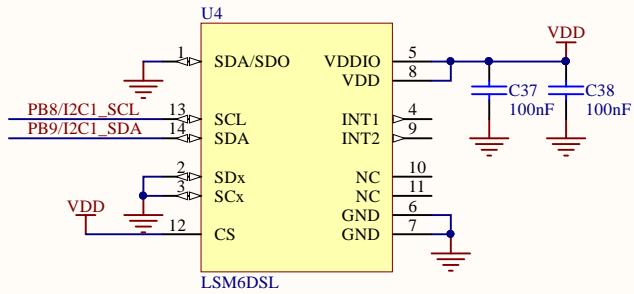 U4
VDD
1 SDA/SDO VDDIO 5
VDD 8
C37 C38
100nF 100nF
PB8/I2C1_SCL 13 SCL INT1 4
PB9/I2C1_SDA 14 SDA INT2 9
2 SDx NC 10
3 SCx NC 11
VDD GND 6
12 CS GND 7
LSM6DSL